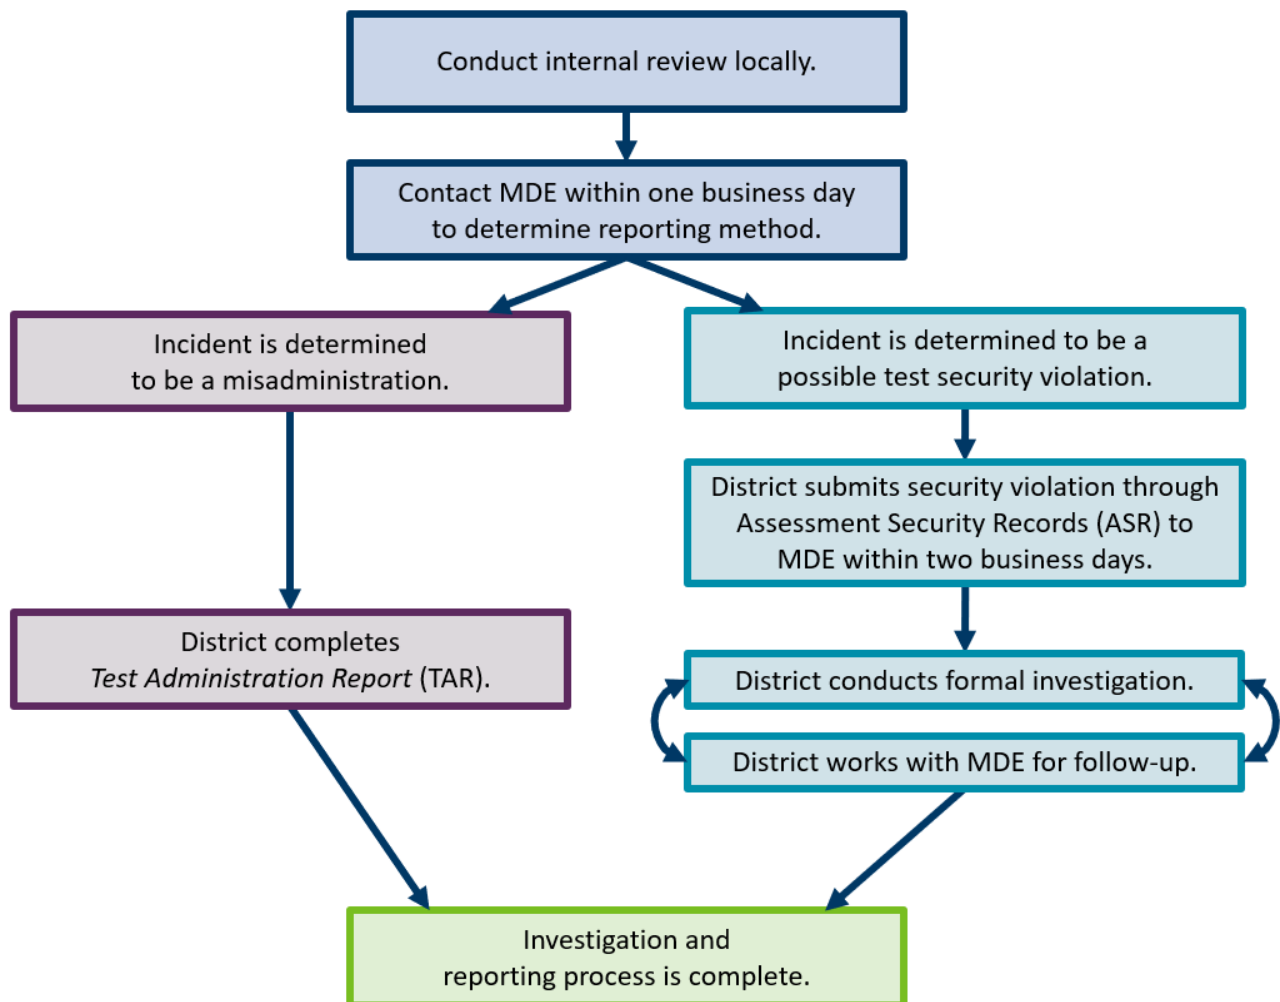 Conduct internal review locally.
Contact MDE within one business day
to determine reporting method.
Incident is determined
to be a misadministration.
Incident is determined to be a
possible test security violation.
District submits security violation through
Assessment Security Records (ASR) to
MDE within two business days.
District completes
Test Administration Report (TAR).
District conducts formal investigation.
District works with MDE for follow-up.
Investigation and
reporting process is complete.